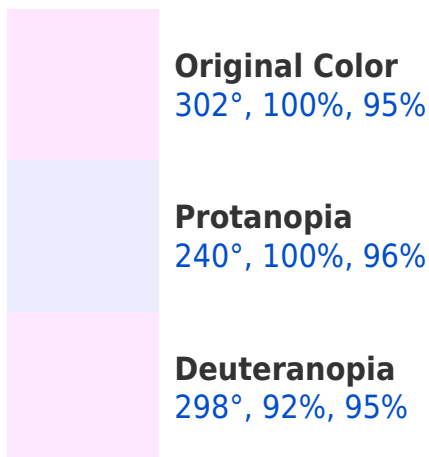 Original Color
302°, 100%, 95%
Protanopia
240°, 100%, 96%
Deuteranopia
298°, 92%, 95%